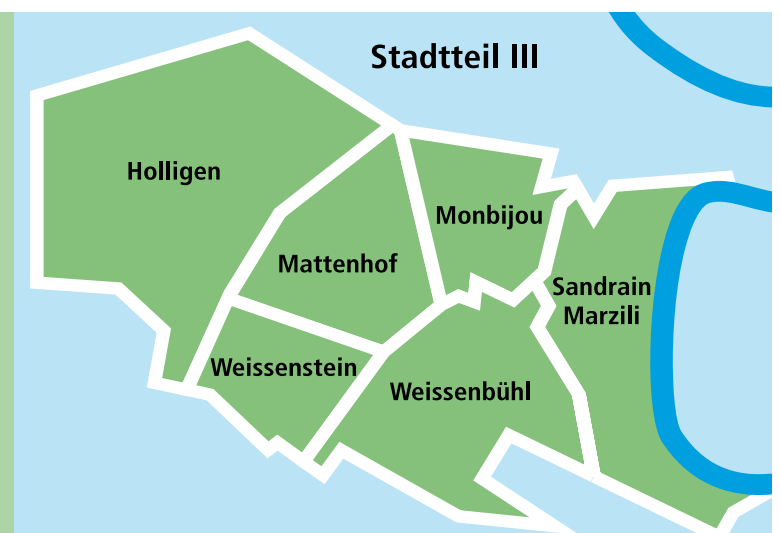 Stadtteil III
Holligen
Monbijou
Mattenhof
Sandrain
Marzili
Weissenstein
Weissenbühl